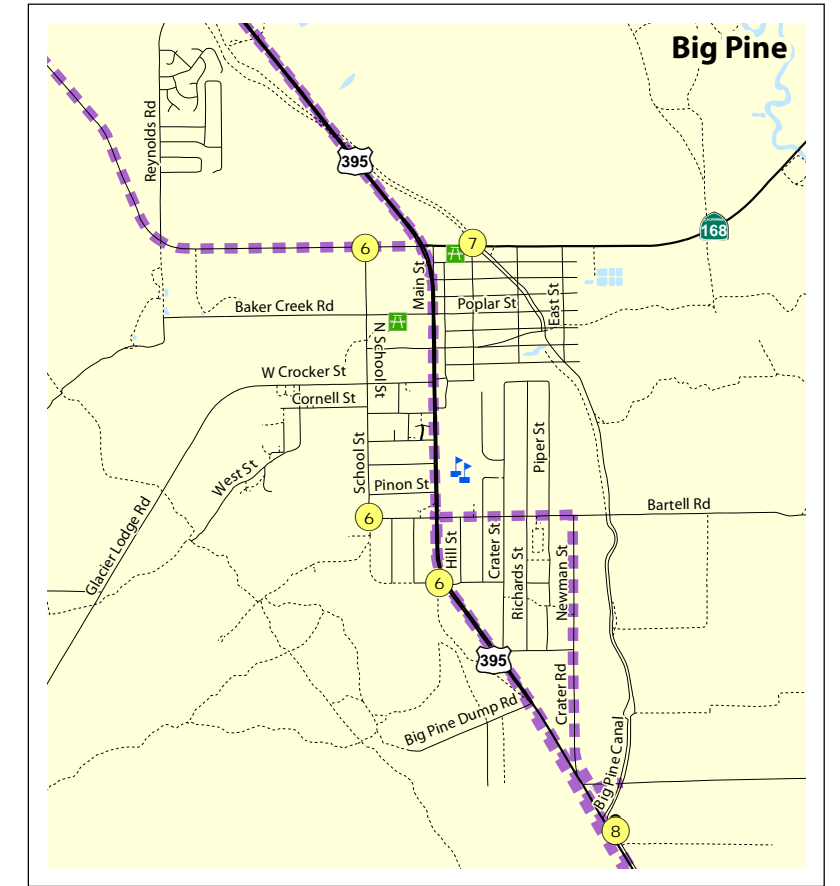 Big Pine
Reynolds Rd
395
CALIFORNIA
168
6
7
Main St
Poplar St
East St
Baker Creek Rd
N School St
W Crocker St
Cornell St
School St
Piper St
West St
Pinon St
Bartell Rd
6
Glacier Lodge Rd
Hill St
Crater St
Richards St
Newman St
6
395
Crater Rd
Big Pine Dump Rd
Big Pine Canal
8